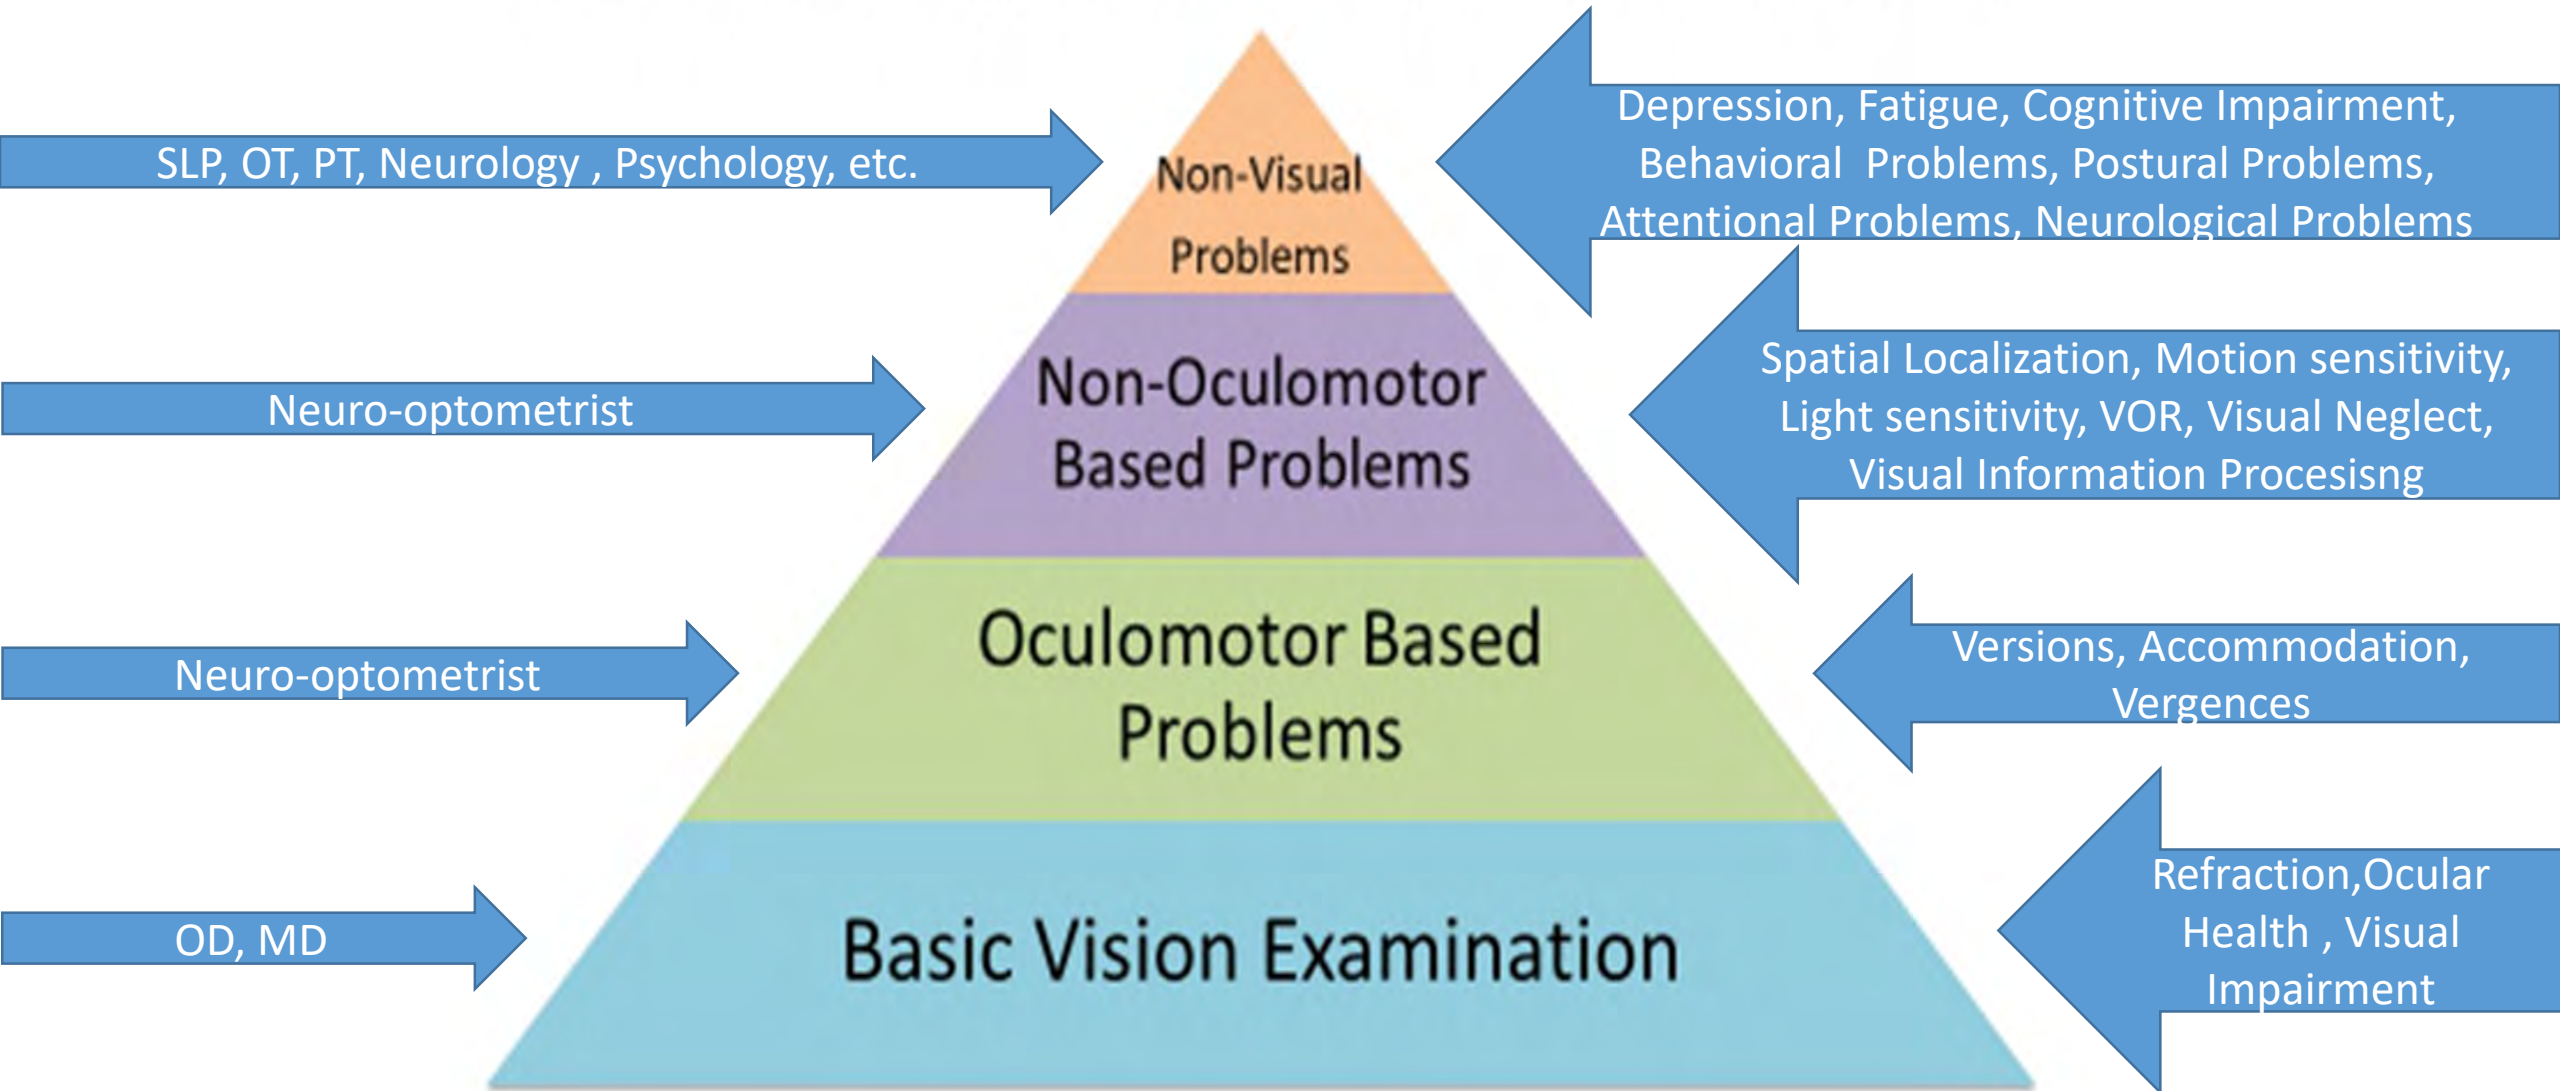 SLP, OT, PT, Neurology , Psychology, etc.
Non-Visual
Problems
Depression, Fatigue, Cognitive Impairment,
Behavioral  Problems, Postural Problems,
Attentional Problems, Neurological Problems
Neuro-optometrist
Non-Oculomotor
Based Problems
Spatial Localization, Motion sensitivity,
Light sensitivity, VOR, Visual Neglect,
Visual Information Procesisng
Neuro-optometrist
Oculomotor Based
Problems
Versions, Accommodation,
Vergences
OD, MD
Basic Vision Examination
Refraction,Ocular
Health , Visual
Impairment